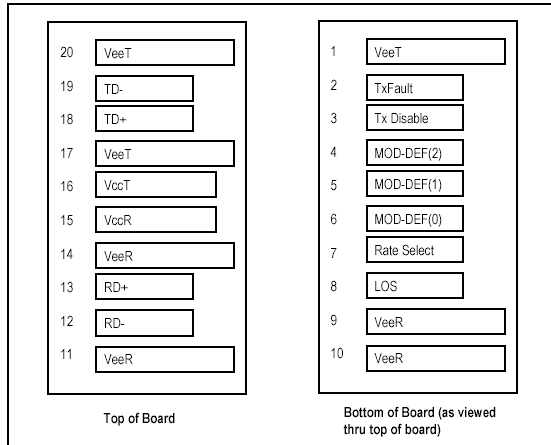 20 VeeT
19 TD-
18 TD+
17 VeeT
16 VccT
15 VccR
14 VeeR
13 RD+
12 RD-
11 VeeR
Top of Board
1 VeeT
2 TxFault
3 Tx Disable
4 MOD-DEF(2)
5 MOD-DEF(1)
6 MOD-DEF(0)
7 Rate Select
8 LOS
9 VeeR
10 VeeR
Bottom of Board (as viewed
thru top of board)